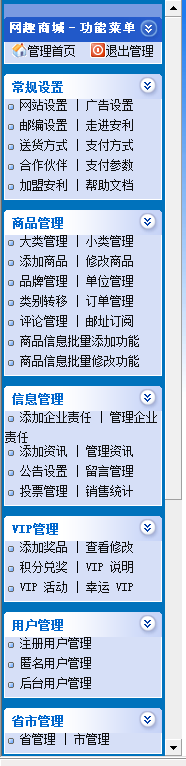 网趣商城－功能菜单
管理首页 退出管理
常规设置
网站设置 | 广告设置
邮编设置 | 走进安利
送货方式 | 支付方式
合作伙伴 | 支付参数
加盟安利 | 帮助文档
商品管理
大类管理 | 小类管理
添加商品 | 修改商品
品牌管理 | 单位管理
类别转移 | 订单管理
评论管理 | 邮址订阅
商品信息批量添加功能
商品信息批量修改功能
信息管理
添加企业责任 | 管理企业
责任
添加资讯 | 管理资讯
公告设置 | 留言管理
投票管理 | 销售统计
VIP管理
添加奖品 | 查看修改
积分兑奖 | VIP 说明
VIP 活动 | 幸运 VIP
用户管理
注册用户管理
匿名用户管理
后台用户管理
省市管理
省管理 | 市管理